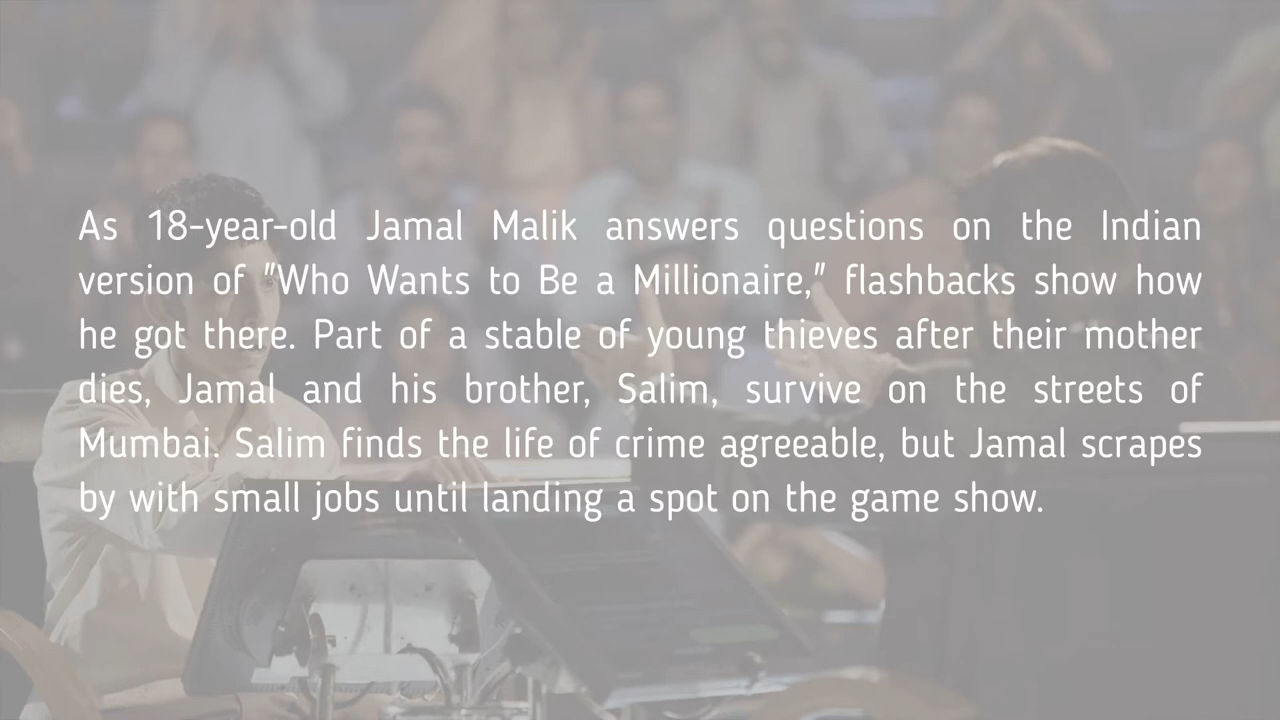 As 18-year-old Jamal Malik answers questions on the Indian
version of "Who Wants to Be a Millionaire," flashbacks show how
he got there. Part of a stable of young thieves after their mother
dies, Jamal and his brother, Salim, survive on the streets of
Mumbai. Salim finds the life of crime agreeable, but Jamal scrapes
by with small jobs until landing a spot on the game show.